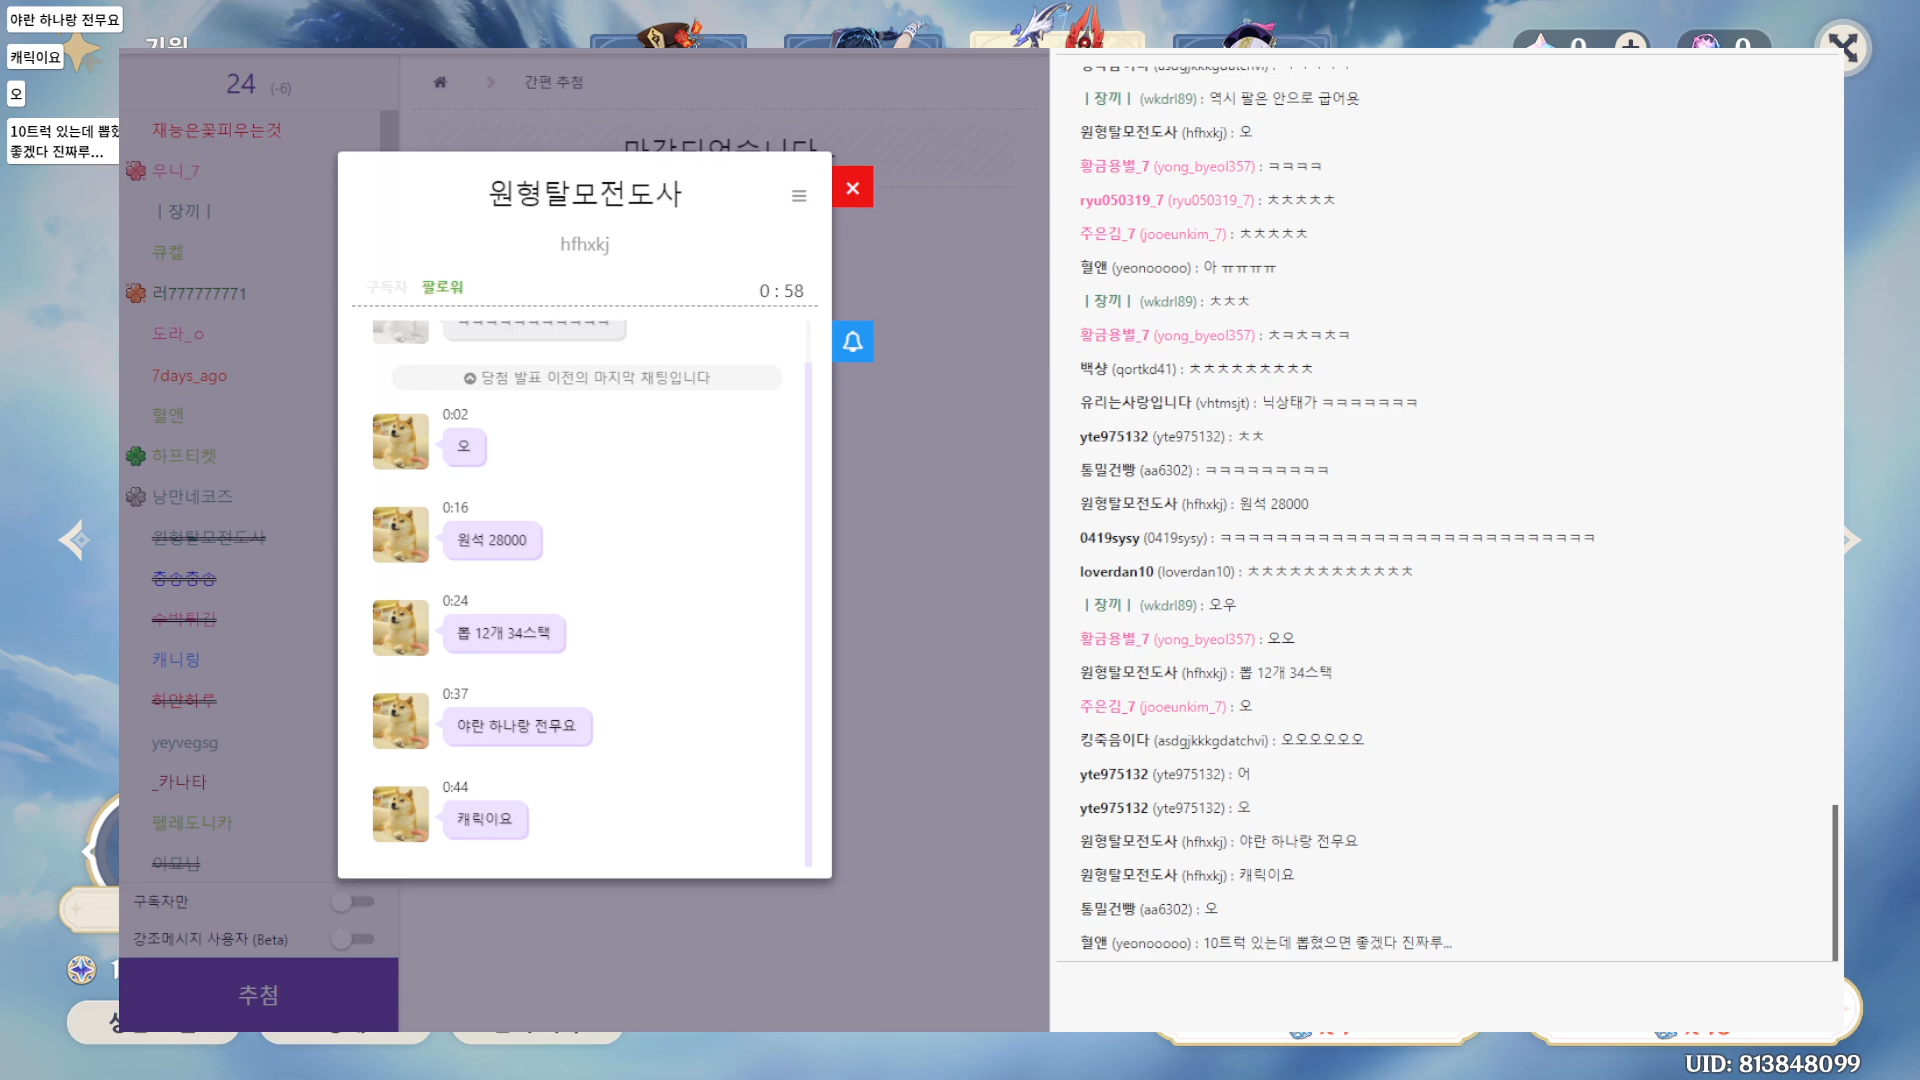 야란 하나랑 전무요
캐릭이요
오
10트럭 있는데 뽑혔
좋겠다 진짜루...
기원
0
0
24 (-6)
재능은꽃피우는것
우니_7
ㅣ장끼ㅣ
큐켈
러777777771
도라_ㅇ
7days_ago
혈앤
하프티켓
낭만네코즈
원형탈모전도사
충송충송
수박튀김
캐니링
하얀하루
yeyvegsg
_카나타
펠레도니카
이묘닌
구독자만
강조메시지 사용자 (Beta)
추첨
간편 추첨
마감되었습니다.
원형탈모전도사
hfhxkj
구독자 팔로워
0 : 58
당첨 발표 이전의 마지막 채팅입니다
0:02
오
0:16
원석 28000
0:24
뽑 12개 34스택
0:37
야란 하나랑 전무요
0:44
캐릭이요
ㅣ장끼ㅣ (wkdrl89) : 역시 팔은 안으로 굽어욧
원형탈모전도사 (hfhxkj) : 오
황금용별_7 (yong_byeol357) : ㅋㅋㅋㅋ
ryu050319_7 (ryu050319_7) : ㅊㅊㅊㅊㅊ
주은김_7 (jooeunkim_7) : ㅊㅊㅊㅊㅊ
혈앤 (yeonooooo) : 아 ㅠㅠㅠㅠ
ㅣ장끼ㅣ (wkdrl89) : ㅊㅊㅊ
황금용별_7 (yong_byeol357) : ㅊㅋㅊㅋㅊㅋ
백샹 (qortkd41) : ㅊㅊㅊㅊㅊㅊㅊㅊㅊ
유리는사랑입니다 (vhtmsjt) : 닉상태가 ㅋㅋㅋㅋㅋㅋㅋ
yte975132 (yte975132) : ㅊㅊ
통밀건빵 (aa6302) : ㅋㅋㅋㅋㅋㅋㅋㅋㅋ
원형탈모전도사 (hfhxkj) : 원석 28000
0419sysy (0419sysy) : ㅋㅋㅋㅋㅋㅋㅋㅋㅋㅋㅋㅋㅋㅋㅋㅋㅋㅋㅋㅋㅋㅋㅋㅋㅋㅋㅋ
loverdan10 (loverdan10) : ㅊㅊㅊㅊㅊㅊㅊㅊㅊㅊㅊㅊ
ㅣ장끼ㅣ (wkdrl89) : 오우
황금용별_7 (yong_byeol357) : 오오
원형탈모전도사 (hfhxkj) : 뽑 12개 34스택
주은김_7 (jooeunkim_7) : 오
킹죽음이다 (asdgjkkkgdatchvi) : 오오오오오오
yte975132 (yte975132) : 어
yte975132 (yte975132) : 오
원형탈모전도사 (hfhxkj) : 야란 하나랑 전무요
원형탈모전도사 (hfhxkj) : 캐릭이요
통밀건빵 (aa6302) : 오
혈앤 (yeonooooo) : 10트럭 있는데 뽑혔으면 좋겠다 진짜루...
UID: 813848099